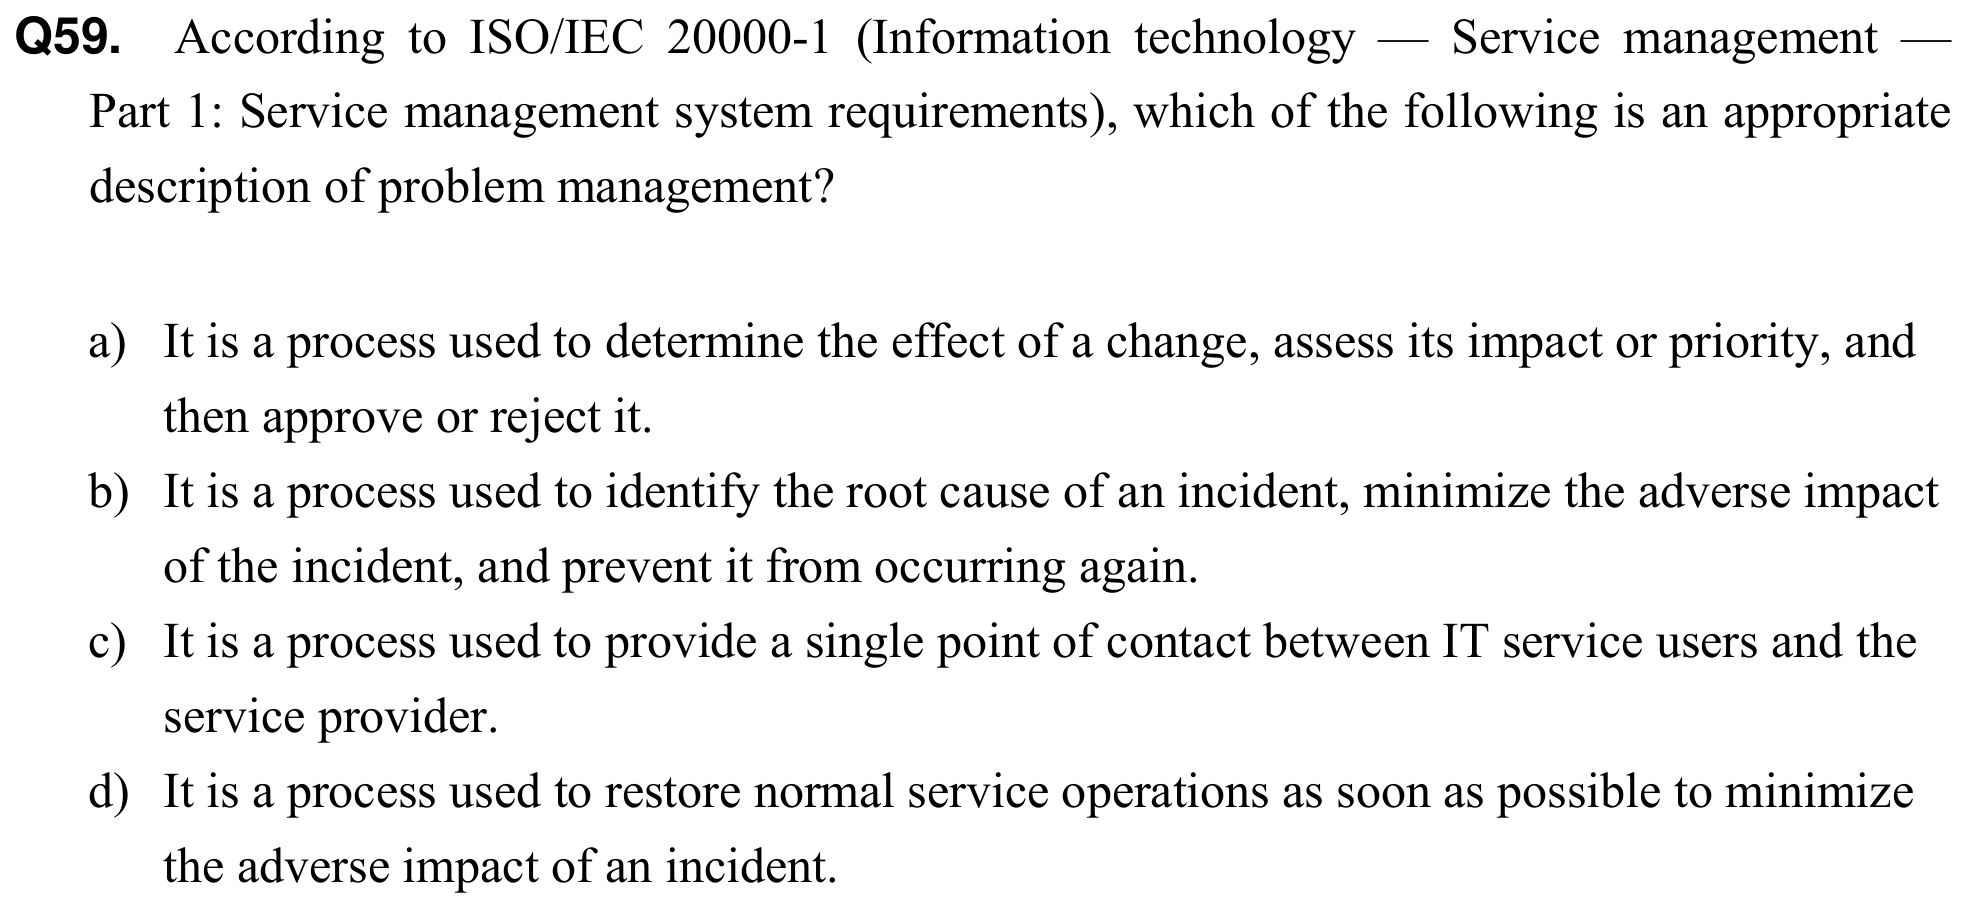 Q59. According to ISO/IEC 20000-1 (Information technology — Service management —
Part 1: Service management system requirements), which of the following is an appropriate
description of problem management?
a) It is a process used to determine the effect of a change, assess its impact or priority, and
then approve or reject it.
b) It is a process used to identify the root cause of an incident, minimize the adverse impact
of the incident, and prevent it from occurring again.
c) It is a process used to provide a single point of contact between IT service users and the
service provider.
d) It is a process used to restore normal service operations as soon as possible to minimize
the adverse impact of an incident.